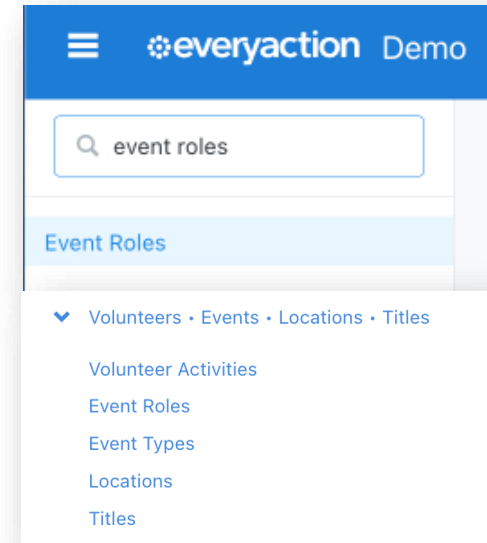 everyaction Demo
event roles
Event Roles
Volunteers • Events • Locations • Titles
Volunteer Activities
Event Roles
Event Types
Locations
Titles